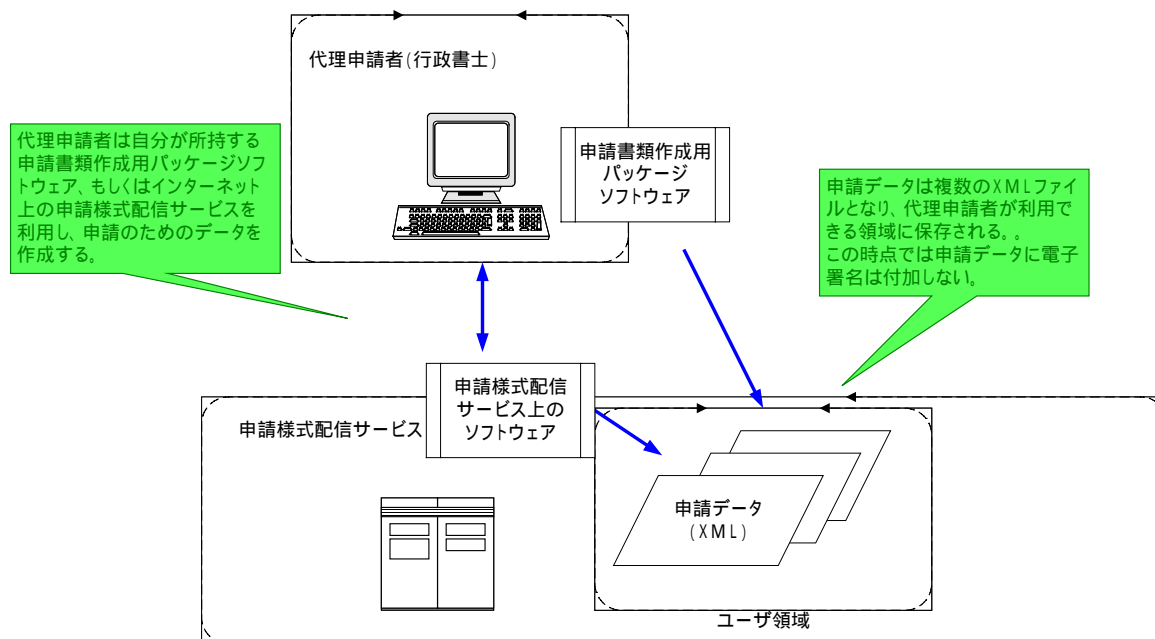 代理申請者(行政書士)
代理申請者は自分が所持する
申請書類作成用パッケージソフ
トウェア、もしくはインターネット
上の申請様式配信サービスを
利用し、申請のためのデータを
作成する。
申請書類作成用
パッケージ
ソフトウェア
申請データは複数のXMLファイ
ルとなり、代理申請者が利用で
きる領域に保存される。。
この時点では申請データに電子
署名は付加しない。
申請様式配信
サービス上の
ソフトウェア
申請様式配信サービス
申請データ
(XML)
ユーザ領域